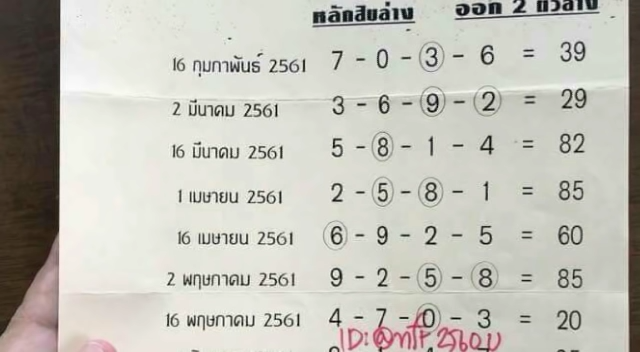 หลักสิบล่าง ออก 2 ตัวล่าง
16 กุมภาพันธ์ 2561 7 - 0 - 3 - 6 = 39
2 มีนาคม 2561 3 - 6 - 9 - 2 = 29
16 มีนาคม 2561 5 - 8 - 1 - 4 = 82
1 เมษายน 2561 2 - 5 - 8 - 1 = 85
16 เมษายน 2561 6 - 9 - 2 - 5 = 60
2 พฤษภาคม 2561 9 - 2 - 5 - 8 = 85
16 พฤษภาคม 2561 4 - 7 - 0 - 3 = 20